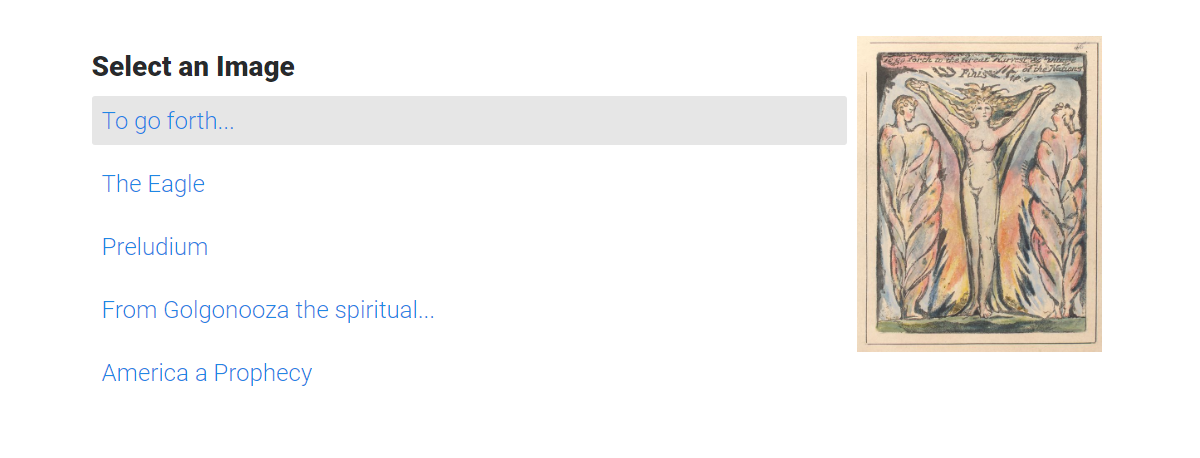 Select an Image
To go forth...
The Eagle
Preludium
From Golgonooza the spiritual...
America a Prophecy
To go forth to the Great Harvest & Vintage
of the Nations
Finis